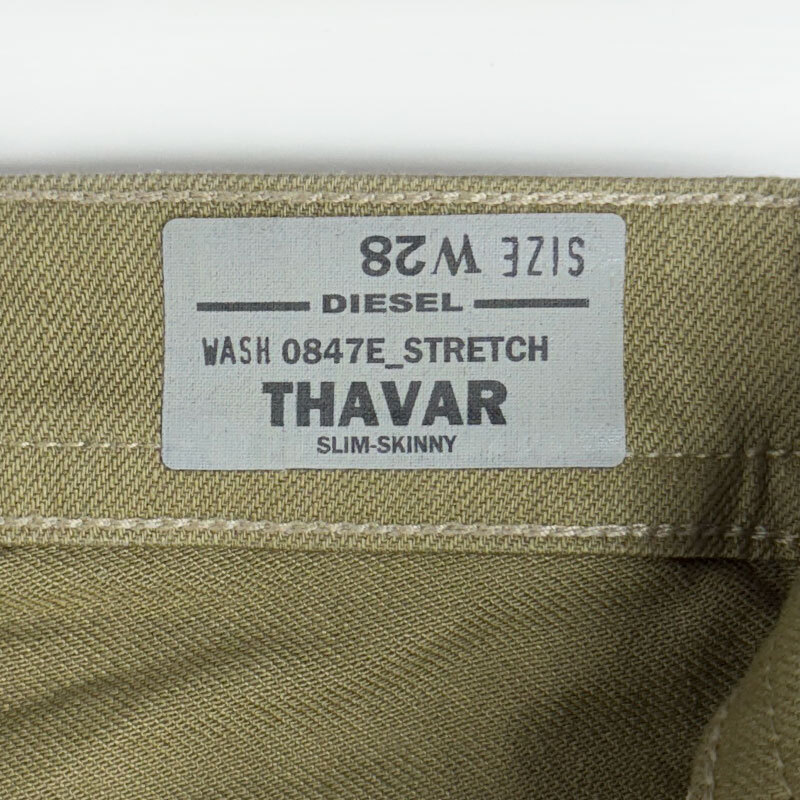 SIZE W28
DIESEL
WASH 0847E_STRETCH
THAVAR
SLIM-SKINNY